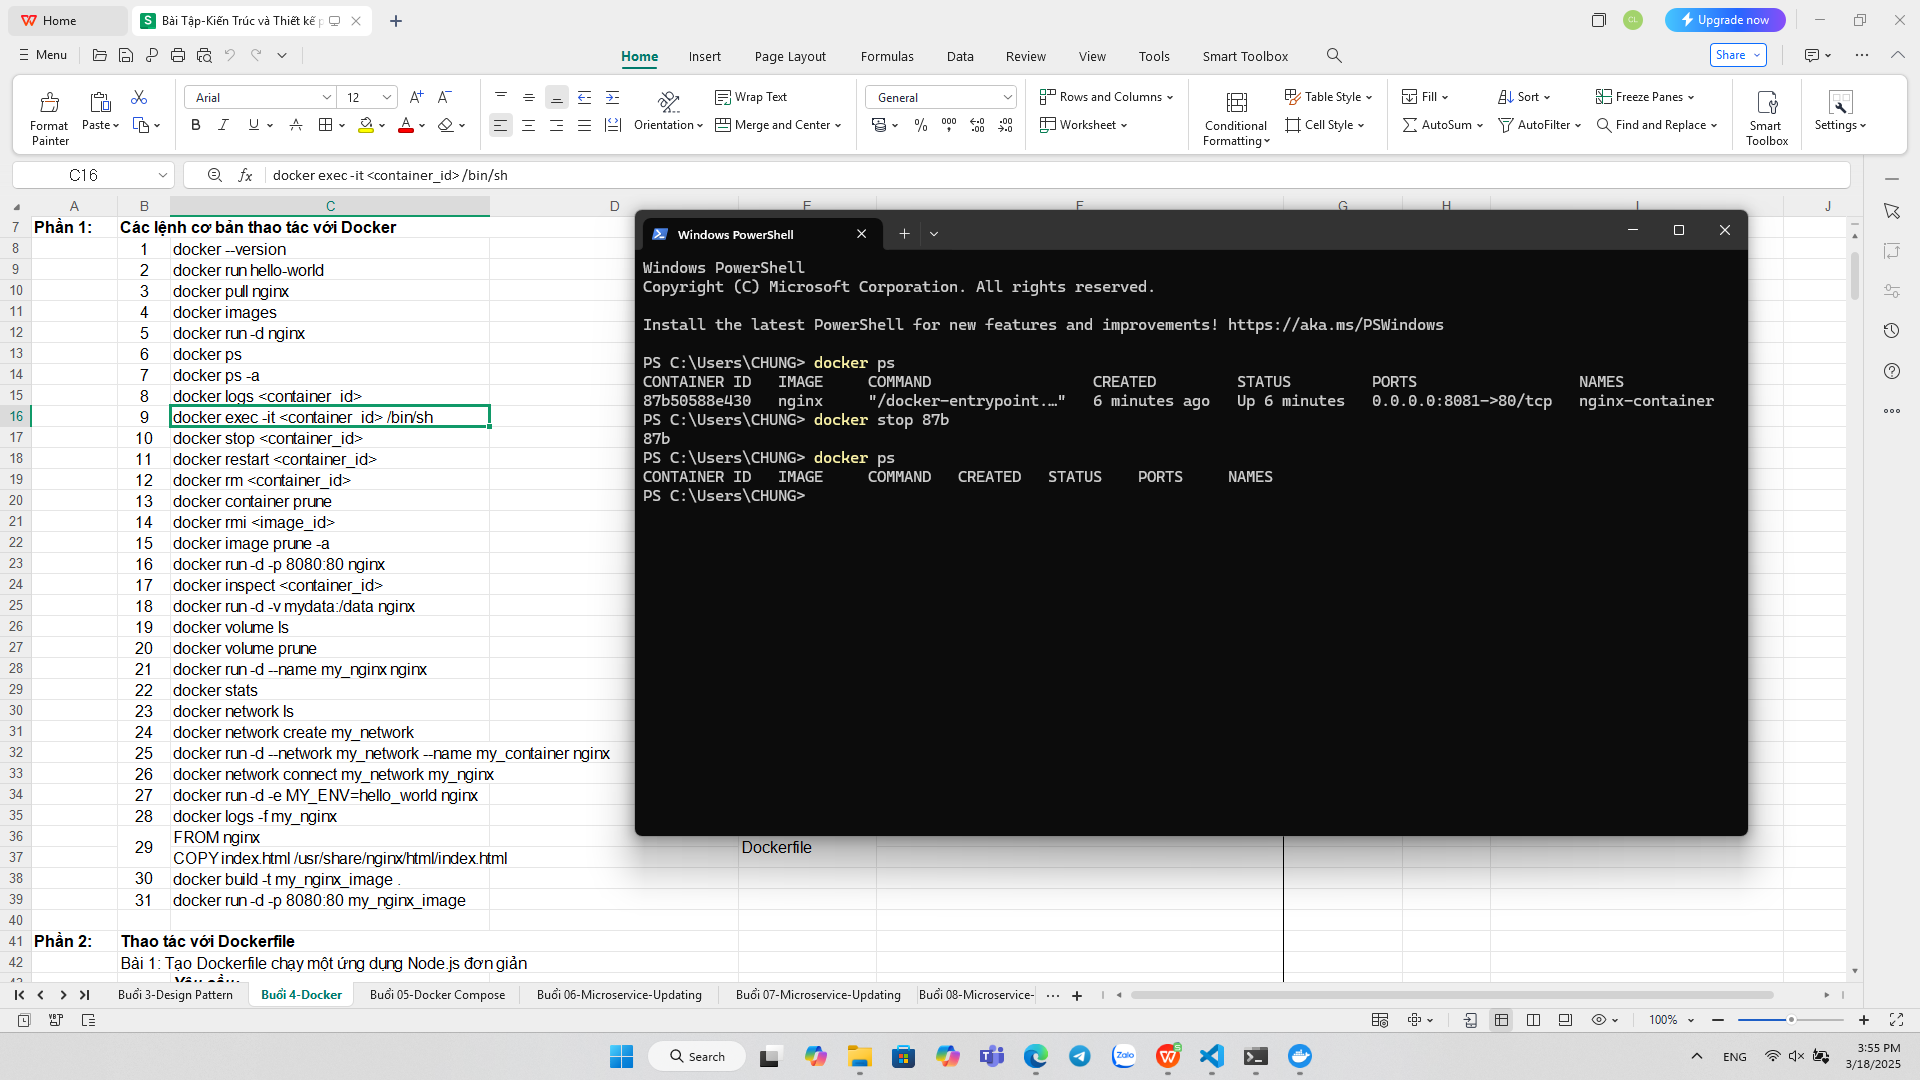 Home
Bài Tập-Kiến Trúc và Thiết kế p
CL
Upgrade now
Menu
Home Insert Page Layout Formulas Data Review View Tools Smart Toolbox
Share
Format Painter
Paste
Arial
12
B I U A
Orientation
Wrap Text
Merge and Center
General
Rows and Columns
Worksheet
Conditional Formatting
Table Style
Cell Style
Fill
AutoSum
Sort
AutoFilter
Freeze Panes
Find and Replace
Smart Toolbox
Settings
C16
fx
docker exec -it <container_id> /bin/sh
A B C D E F G H I J
7 Phần 1: Các lệnh cơ bản thao tác với Docker
8 1 docker --version
9 2 docker run hello-world
10 3 docker pull nginx
11 4 docker images
12 5 docker run -d nginx
13 6 docker ps
14 7 docker ps -a
15 8 docker logs <container_id>
16 9 docker exec -it <container_id> /bin/sh
17 10 docker stop <container_id>
18 11 docker restart <container_id>
19 12 docker rm <container_id>
20 13 docker container prune
21 14 docker rmi <image_id>
22 15 docker image prune -a
23 16 docker run -d -p 8080:80 nginx
24 17 docker inspect <container_id>
25 18 docker run -d -v mydata:/data nginx
26 19 docker volume ls
27 20 docker volume prune
28 21 docker run -d --name my_nginx nginx
29 22 docker stats
30 23 docker network ls
31 24 docker network create my_network
32 25 docker run -d --network my_network --name my_container nginx
33 26 docker network connect my_network my_nginx
34 27 docker run -d -e MY_ENV=hello_world nginx
35 28 docker logs -f my_nginx
36 29 FROM nginx
37 COPY index.html /usr/share/nginx/html/index.html
Dockerfile
38 30 docker build -t my_nginx_image .
39 31 docker run -d -p 8080:80 my_nginx_image
40
41 Phần 2: Thao tác với Dockerfile
42 Bài 1: Tạo Dockerfile chạy một ứng dụng Node.js đơn giản
Windows PowerShell
Windows PowerShell
Copyright (C) Microsoft Corporation. All rights reserved.
Install the latest PowerShell for new features and improvements! https://aka.ms/PSWindows
PS C:\Users\CHUNG> docker ps
CONTAINER ID IMAGE COMMAND CREATED STATUS PORTS NAMES
87b50588e430 nginx "/docker-entrypoint.…" 6 minutes ago Up 6 minutes 0.0.0.0:8081->80/tcp nginx-container
PS C:\Users\CHUNG> docker stop 87b
87b
PS C:\Users\CHUNG> docker ps
CONTAINER ID IMAGE COMMAND CREATED STATUS PORTS NAMES
PS C:\Users\CHUNG>
Buổi 3-Design Pattern Buổi 4-Docker Buổi 05-Docker Compose Buổi 06-Microservice-Updating Buổi 07-Microservice-Updating Buổi 08-Microservice-
100%
Search
Zalo
ENG
3:55 PM
3/18/2025